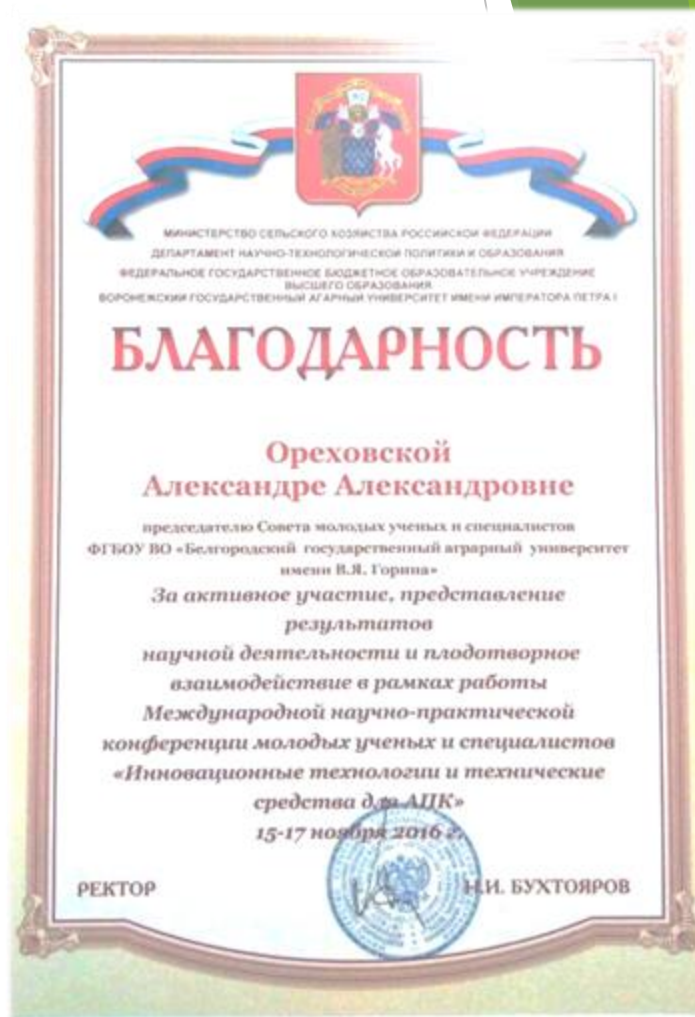 МИНИСТЕРСТВО СЕЛЬСКОГО ХОЗЯЙСТВА РОССИЙСКОЙ ФЕДЕРАЦИИ
ДЕПАРТАМЕНТ НАУЧНО-ТЕХНОЛОГИЧЕСКОЙ ПОЛИТИКИ И ОБРАЗОВАНИЯ
ФЕДЕРАЛЬНОЕ ГОСУДАРСТВЕННОЕ БЮДЖЕТНОЕ ОБРАЗОВАТЕЛЬНОЕ УЧРЕЖДЕНИЕ
ВЫСШЕГО ОБРАЗОВАНИЯ
ВОРОНЕЖСКИЙ ГОСУДАРСТВЕННЫЙ АГАРНЫЙ УНИВЕРСИТЕТ ИМЕНИ ИМПЕРАТОРА ПЕТРА I
БЛАГОДАРНОСТЬ
Ореховской
Александре Александровне
председателю Совета молодых ученых и специалистов
ФГБОУ ВО «Белгородский государственный аграрный университет
имени В.Я. Горина»
За активное участие, представление
результатов
научной деятельности и плодотворное
взаимодействие в рамках работы
Международной научно-практической
конференции молодых ученых и специалистов
«Инновационные технологии и технические
средства для АПК»
15-17 ноября 2016 г.
РЕКТОР Н.И. БУХТОЯРОВ